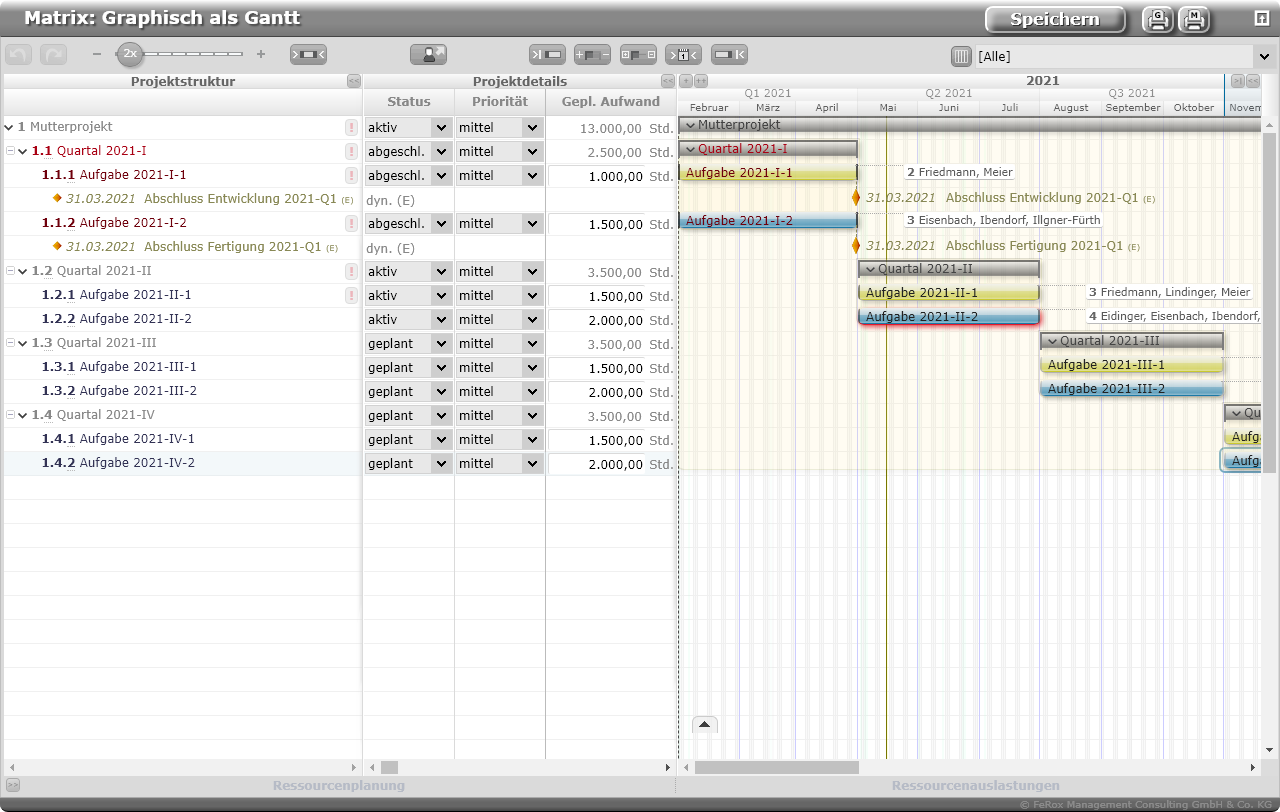 Matrix: Graphisch als Gantt
Speichern
G
M
2x
1
[Alle]
Projektstruktur
Projektdetails
2021
Q1 2021 Q2 2021 Q3 2021
Status Priorität Gepl. Aufwand
Februar März April Mai Juni Juli August September Oktober Novem
1 Mutterprojekt ! aktiv mittel 13.000,00 Std. Mutterprojekt
1.1 Quartal 2021-I ! abgeschl. mittel 2.500,00 Std. Quartal 2021-I
1.1.1 Aufgabe 2021-I-1 ! abgeschl. mittel 1.000,00 Std. Aufgabe 2021-I-1 2 Friedmann, Meier
31.03.2021 Abschluss Entwicklung 2021-Q1 (E) dyn. (E) 31.03.2021 Abschluss Entwicklung 2021-Q1 (E)
1.1.2 Aufgabe 2021-I-2 ! abgeschl. mittel 1.500,00 Std. Aufgabe 2021-I-2 3 Eisenbach, Ibendorf, Illgner-Fürth
31.03.2021 Abschluss Fertigung 2021-Q1 (E) dyn. (E) 31.03.2021 Abschluss Fertigung 2021-Q1 (E)
1.2 Quartal 2021-II ! aktiv mittel 3.500,00 Std. Quartal 2021-II
1.2.1 Aufgabe 2021-II-1 ! aktiv mittel 1.500,00 Std. Aufgabe 2021-II-1 3 Friedmann, Lindinger, Meier
1.2.2 Aufgabe 2021-II-2 aktiv mittel 2.000,00 Std. Aufgabe 2021-II-2 4 Eidinger, Eisenbach, Ibendorf,
1.3 Quartal 2021-III geplant mittel 3.500,00 Std. Quartal 2021-III
1.3.1 Aufgabe 2021-III-1 geplant mittel 1.500,00 Std. Aufgabe 2021-III-1
1.3.2 Aufgabe 2021-III-2 geplant mittel 2.000,00 Std. Aufgabe 2021-III-2
1.4 Quartal 2021-IV geplant mittel 3.500,00 Std. Qu
1.4.1 Aufgabe 2021-IV-1 geplant mittel 1.500,00 Std. Aufg
1.4.2 Aufgabe 2021-IV-2 geplant mittel 2.000,00 Std. Aufg
Ressourcenplanung
Ressourcenauslastungen
© FeRox Management Consulting GmbH & Co. KG